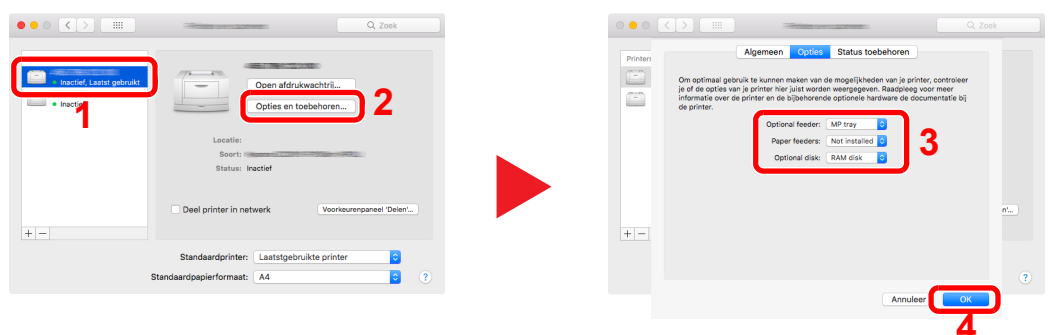 Zoek
Inactief, Laatst gebruikt
1
Open afdrukwachtrij...
Opties en toebehoren...
2
Locatie:
Soort:
Status: Inactief
Deel printer in netwerk
Voorkeurenpaneel 'Delen'...
+ −
Standaardprinter: Laatstgebruikte printer
Standaardpapierformaat: A4
?
Zoek
Printers
Algemeen Opties Status toebehoren
Om optimaal gebruik te kunnen maken van de mogelijkheden van je printer, controleer
je of de opties van je printer hier juist worden weergegeven. Raadpleeg voor meer
informatie over de printer en de bijbehorende optionele hardware de documentatie bij
de printer.
Optional feeder: MP tray
Paper feeders: Not installed
Optional disk: RAM disk
3
+ −
?
Annuleer
OK
4